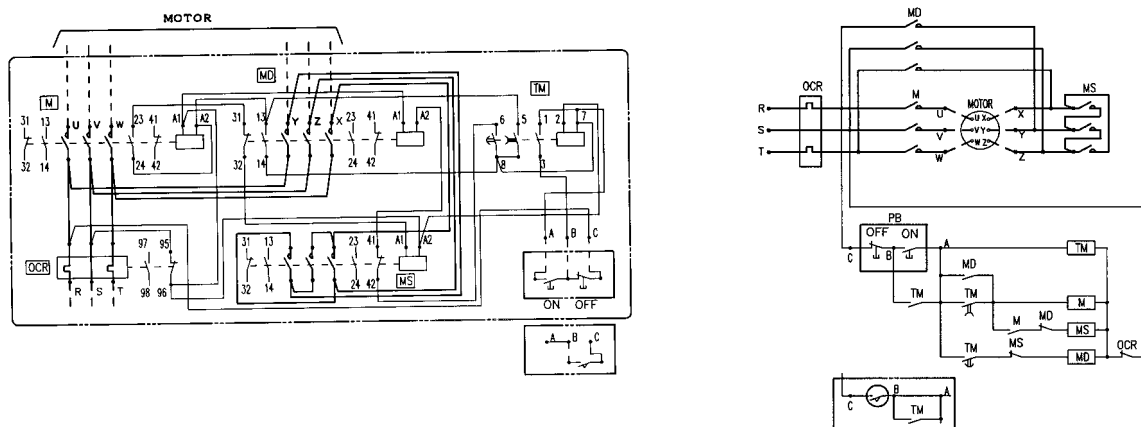 MOTOR
MD
TM
M
U V W
31 13 23 41 A1 A2
32 14 24 42
31 A1 A2 13
Y Z X
23 41 A1 A2
32 14 24 42
6 5 1 2 7
8 3
31 13 23 41 A1 A2
32 14 24 42
MS
97 95
98 96
OCR
R S T
A B C
ON OFF
A B C
MD
OCR
M
MS
R
S
T
U
V
W
MOTOR
U X
V Y
W Z
X
Y
Z
PB
OFF ON
C B A
TM
MD
TM TM
M
M MD
MS
TM MS
MD
OCR
C B A
TM